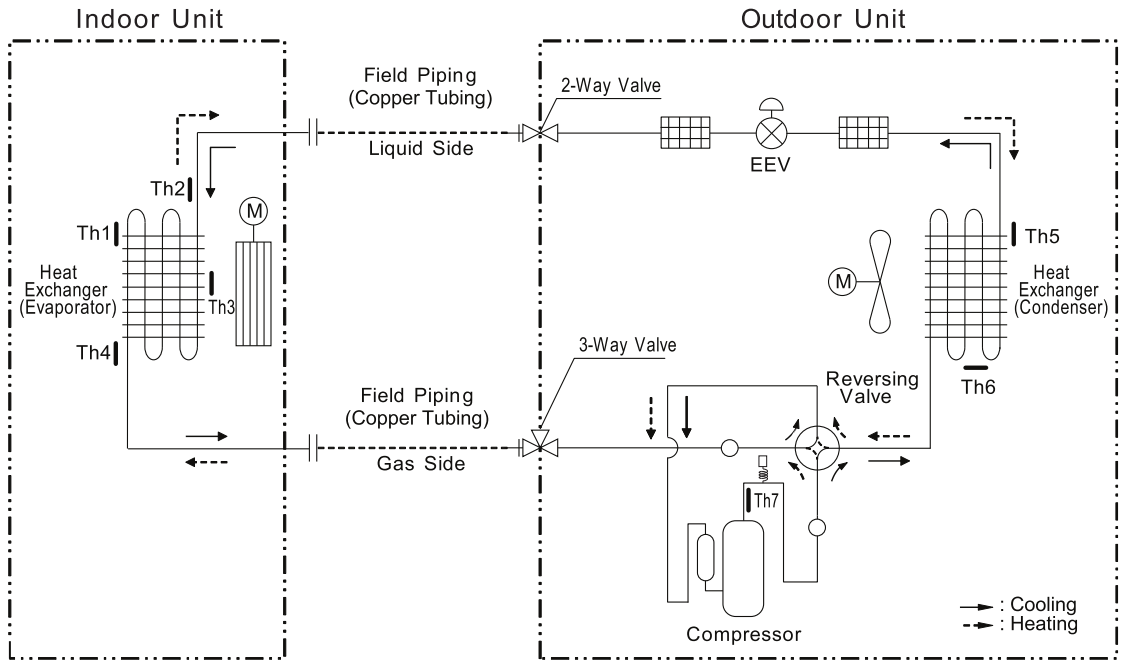 Indoor Unit
Outdoor Unit
Field Piping
(Copper Tubing)
Liquid Side
2-Way Valve
EEV
Th2
M
Th1
Heat
Exchanger
(Evaporator)
Th3
Th4
M
Th5
Heat
Exchanger
(Condenser)
Th6
3-Way Valve
Reversing
Valve
Field Piping
(Copper Tubing)
Gas Side
Th7
Compressor
: Cooling
: Heating